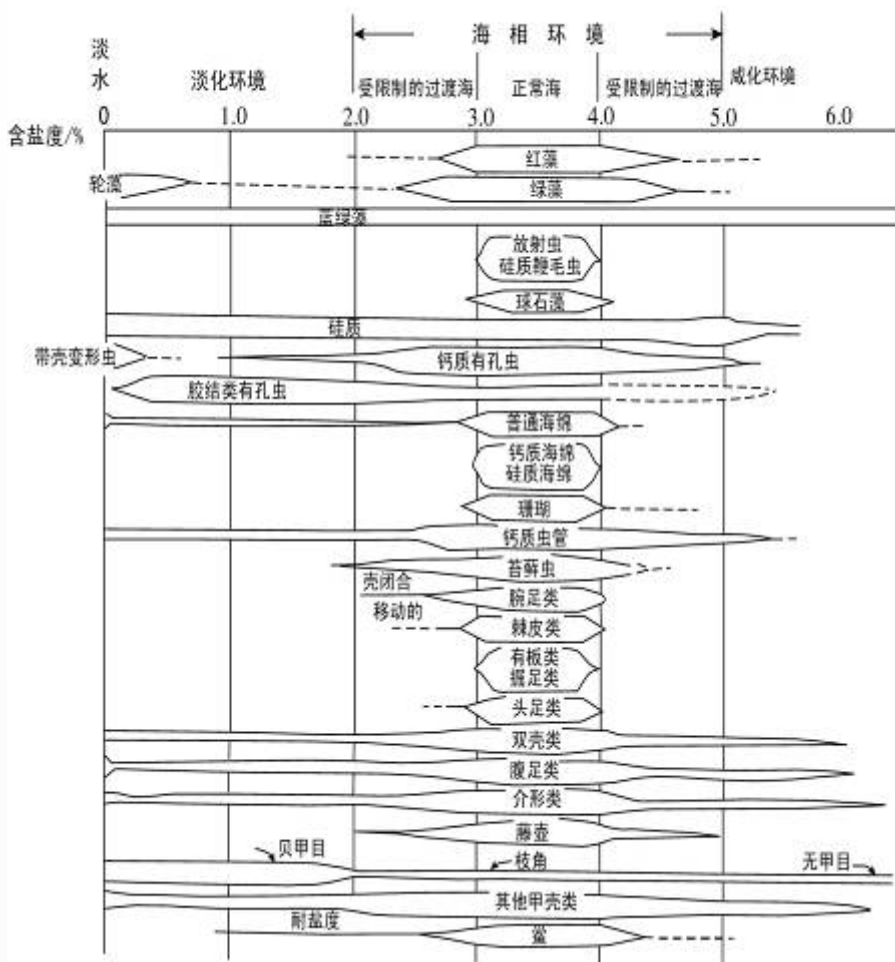 海相环境
淡水
淡化环境
受限制的过渡海
正常海
受限制的过渡海
咸化环境
含盐度/%
0
1.0
2.0
3.0
4.0
5.0
6.0
红藻
轮藻
绿藻
蓝绿藻
放射虫
硅质鞭毛虫
球石藻
硅质
带壳变形虫
钙质有孔虫
胶结类有孔虫
普通海绵
钙质海绵
硅质海绵
珊瑚
钙质虫管
苔藓虫
壳闭合
腕足类
移动的
棘皮类
有板类
掘足类
头足类
双壳类
腹足类
介形类
藤壶
贝甲目
枝角
无甲目
其他甲壳类
耐盐度
鲎